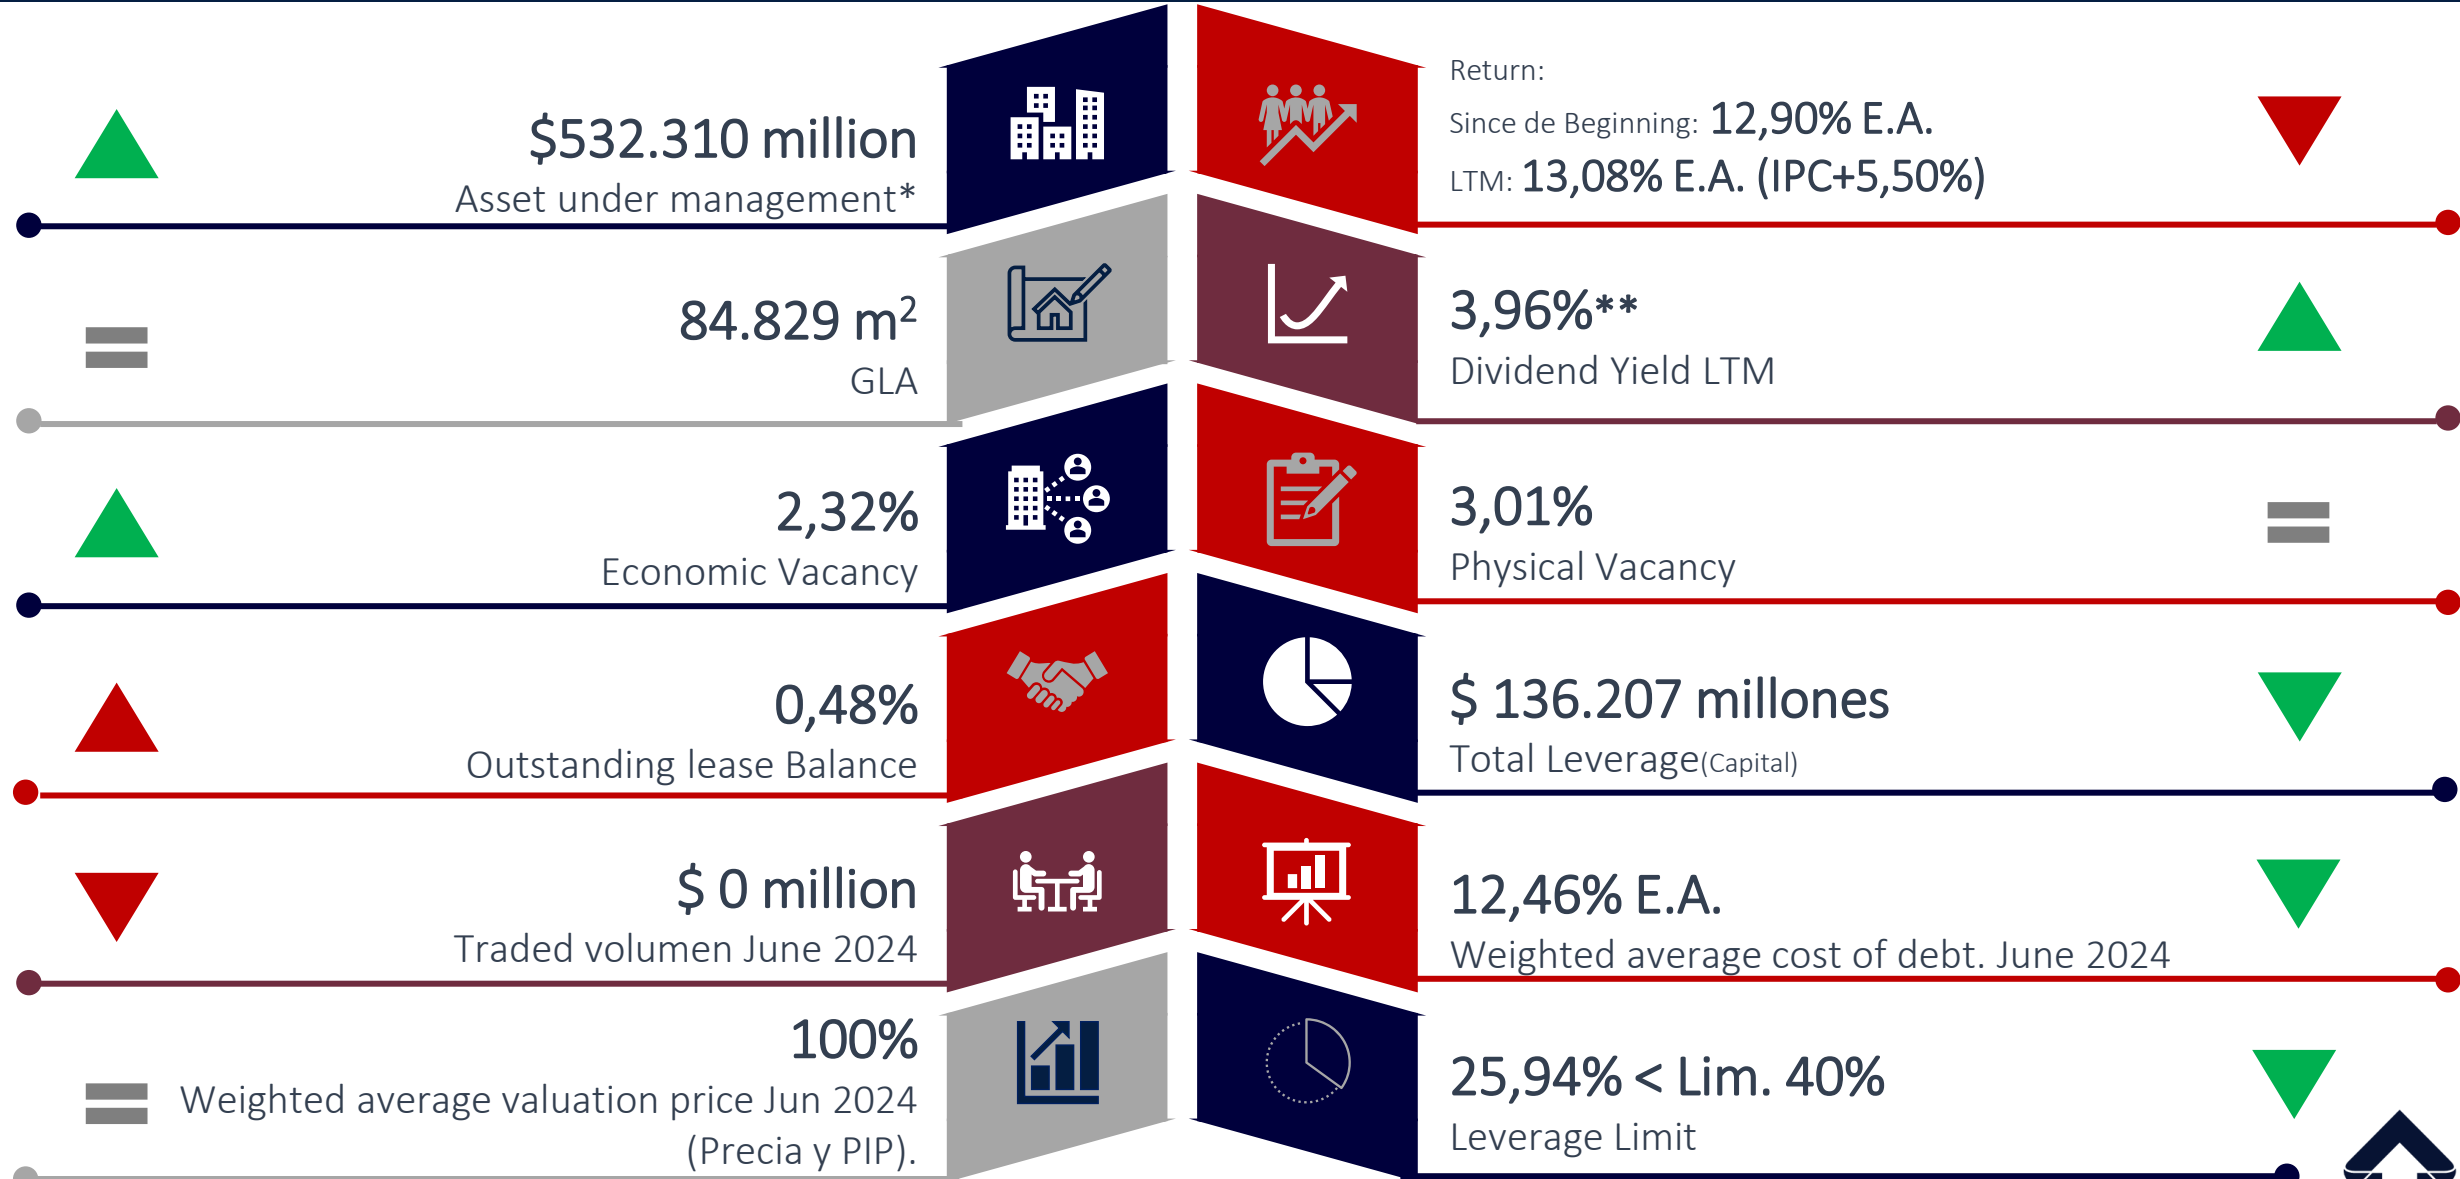 $532.310 million
Asset under management*
84.829 m²
GLA
2,32%
Economic Vacancy
0,48%
Outstanding lease Balance
$ 0 million
Traded volumen June 2024
100%
Weighted average valuation price Jun 2024
(Precia y PIP).
Return:
Since de Beginning: 12,90% E.A.
LTM: 13,08% E.A. (IPC+5,50%)
3,96%**
Dividend Yield LTM
3,01%
Physical Vacancy
$ 136.207 millones
Total Leverage(Capital)
12,46% E.A.
Weighted average cost of debt. June 2024
25,94% < Lim. 40%
Leverage Limit